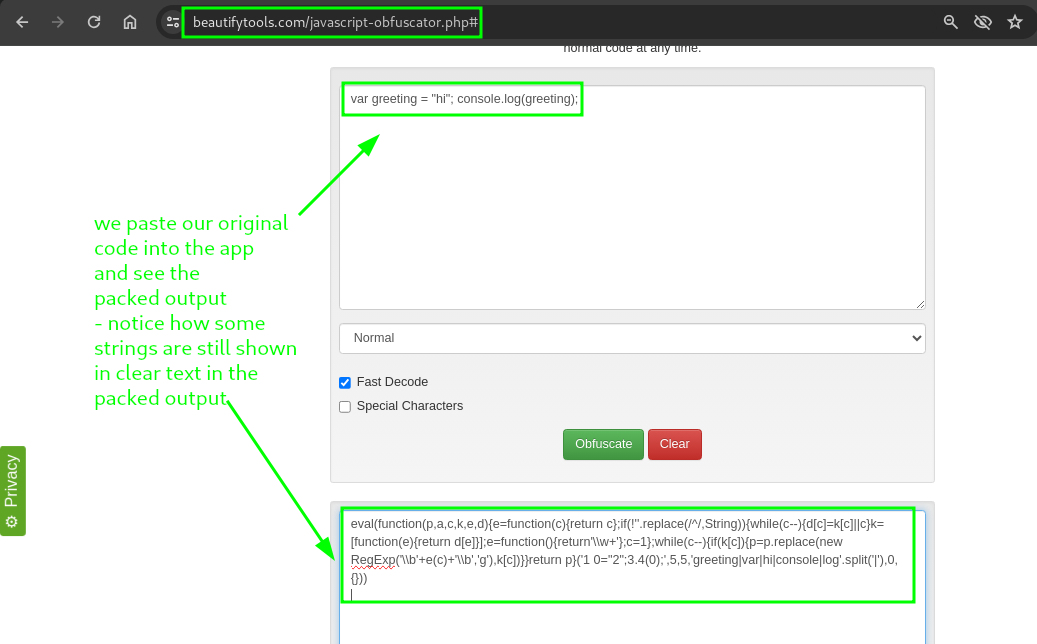 beautifytools.com/javascript-obfuscator.php#
normal code at any time.
var greeting = "hi"; console.log(greeting);
we paste our original
code into the app
and see the
packed output
- notice how some
strings are still shown
in clear text in the
packed output
Normal
Fast Decode
Special Characters
Obfuscate Clear
Privacy
eval(function(p,a,c,k,e,d){e=function(c){return c};if(!''.replace(/^/,String)){while(c--){d[c]=k[c]||c}k=
[function(e){return d[e]}];e=function(){return'\\w+'};c=1};while(c--){if(k[c]){p=p.replace(new
RegExp('\\b'+e(c)+'\\b','g'),k[c])}}return p}('1 0="2";3.4(0);',5,5,'greeting|var|hi|console|log'.split('|'),0,
{}))